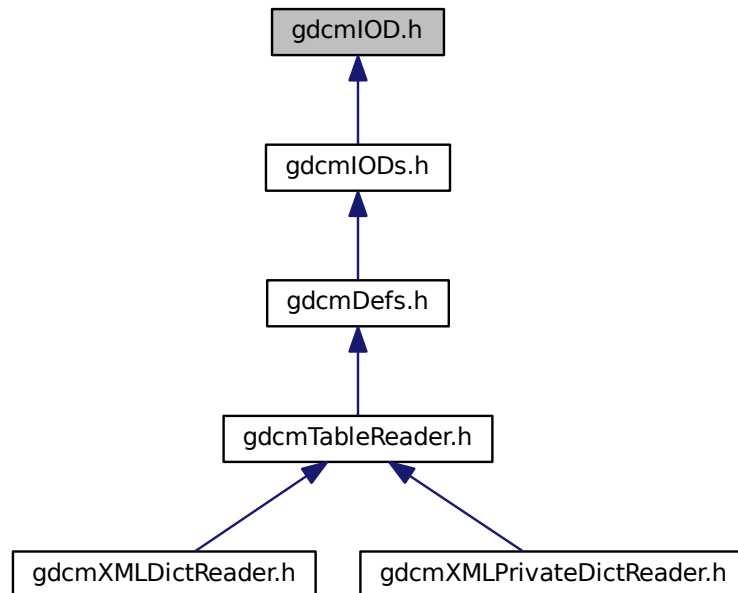 gdcmIOD.h
gdcmIODs.h
gdcmDefs.h
gdcmTableReader.h
gdcmXMLDictReader.h
gdcmXMLPrivateDictReader.h